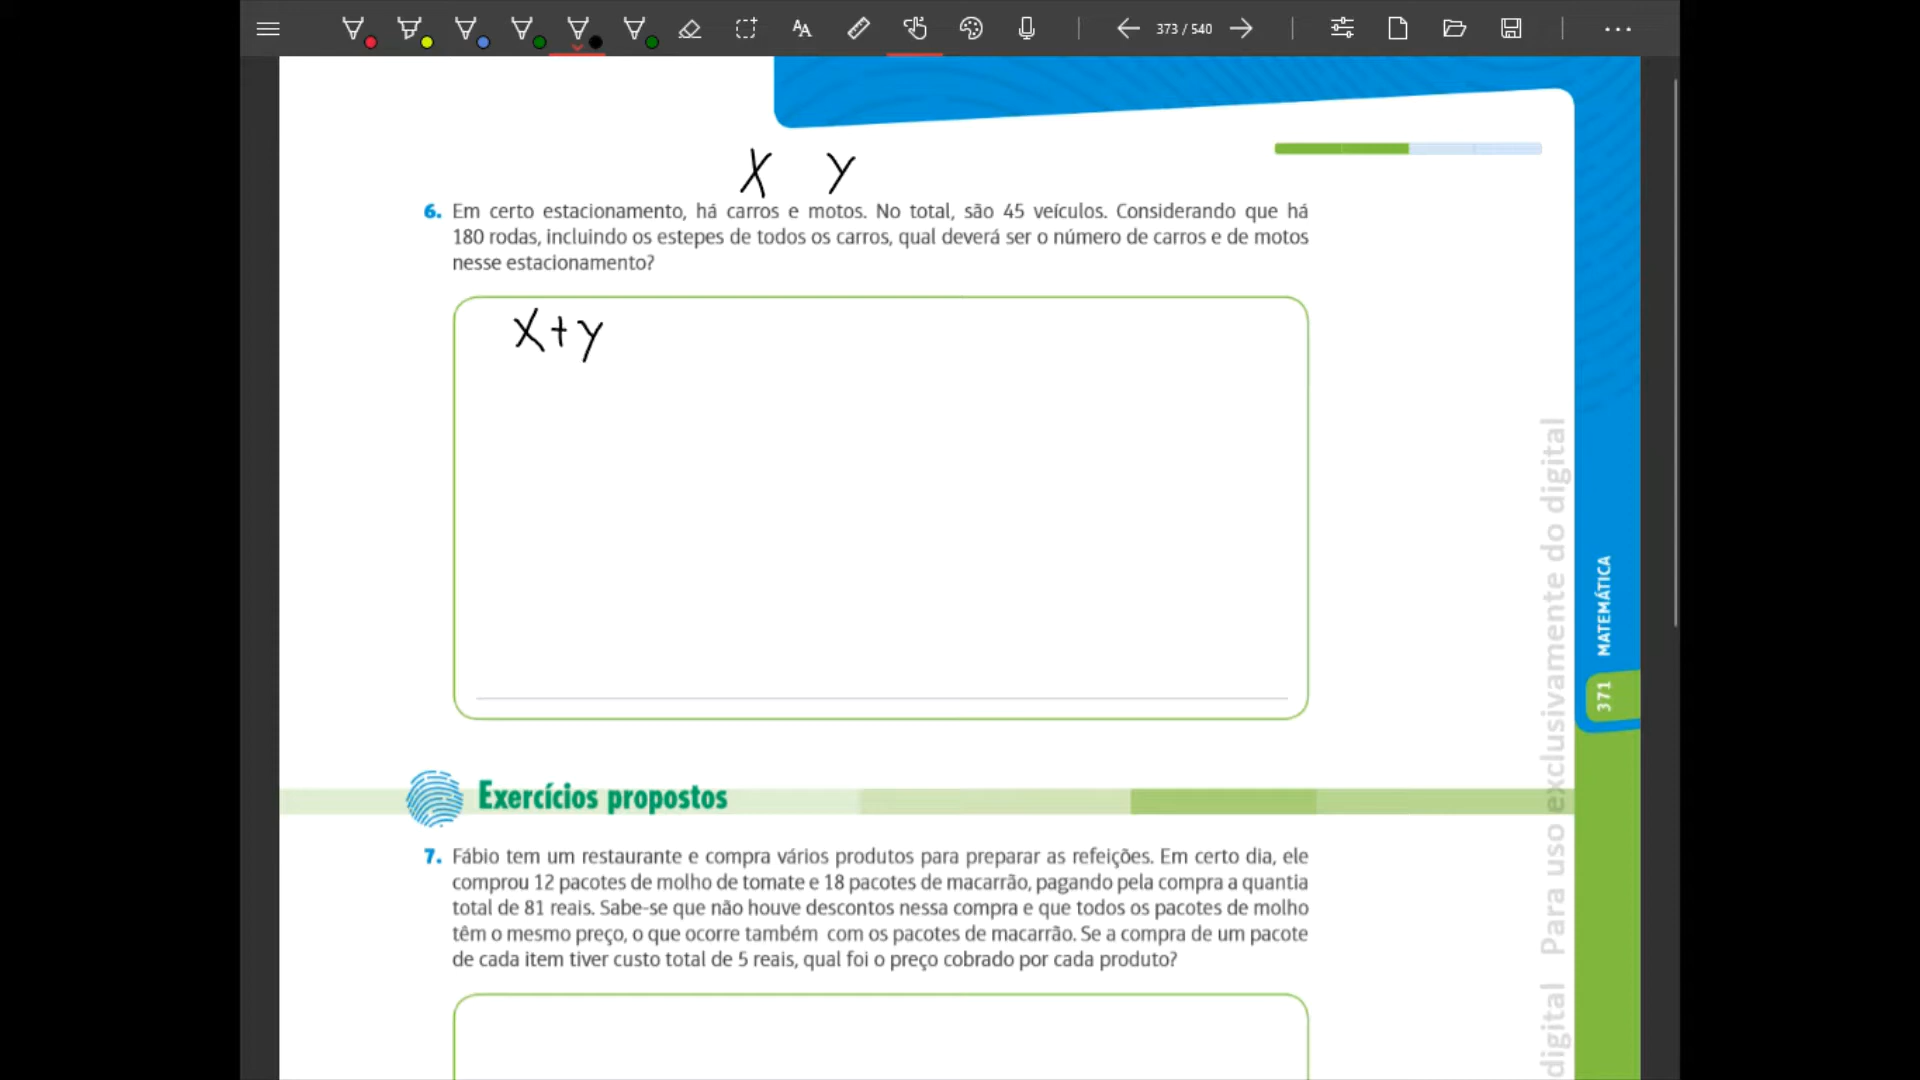 373 / 540
X y
6. Em certo estacionamento, há carros e motos. No total, são 45 veículos. Considerando que há
180 rodas, incluindo os estepes de todos os carros, qual deverá ser o número de carros e de motos
nesse estacionamento?
X+y
Exercícios propostos
7. Fábio tem um restaurante e compra vários produtos para preparar as refeições. Em certo dia, ele
comprou 12 pacotes de molho de tomate e 18 pacotes de macarrão, pagando pela compra a quantia
total de 81 reais. Sabe-se que não houve descontos nessa compra e que todos os pacotes de molho
têm o mesmo preço, o que ocorre também com os pacotes de macarrão. Se a compra de um pacote
de cada item tiver custo total de 5 reais, qual foi o preço cobrado por cada produto?
digital Para uso exclusivamente do digital
371 MATEMÁTICA